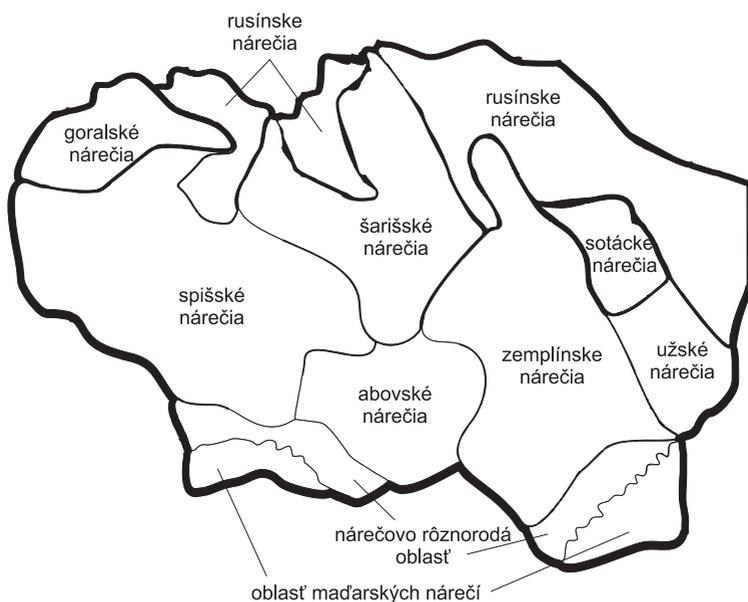 rusínske
nárečia
goralské
nárečia
rusínske
nárečia
šarišské
nárečia
sotácke
nárečia
spišské
nárečia
zemplínske
nárečia
užské
nárečia
abovské
nárečia
nárečovo rôznorodá
oblasť
oblasť maďarských nárečí